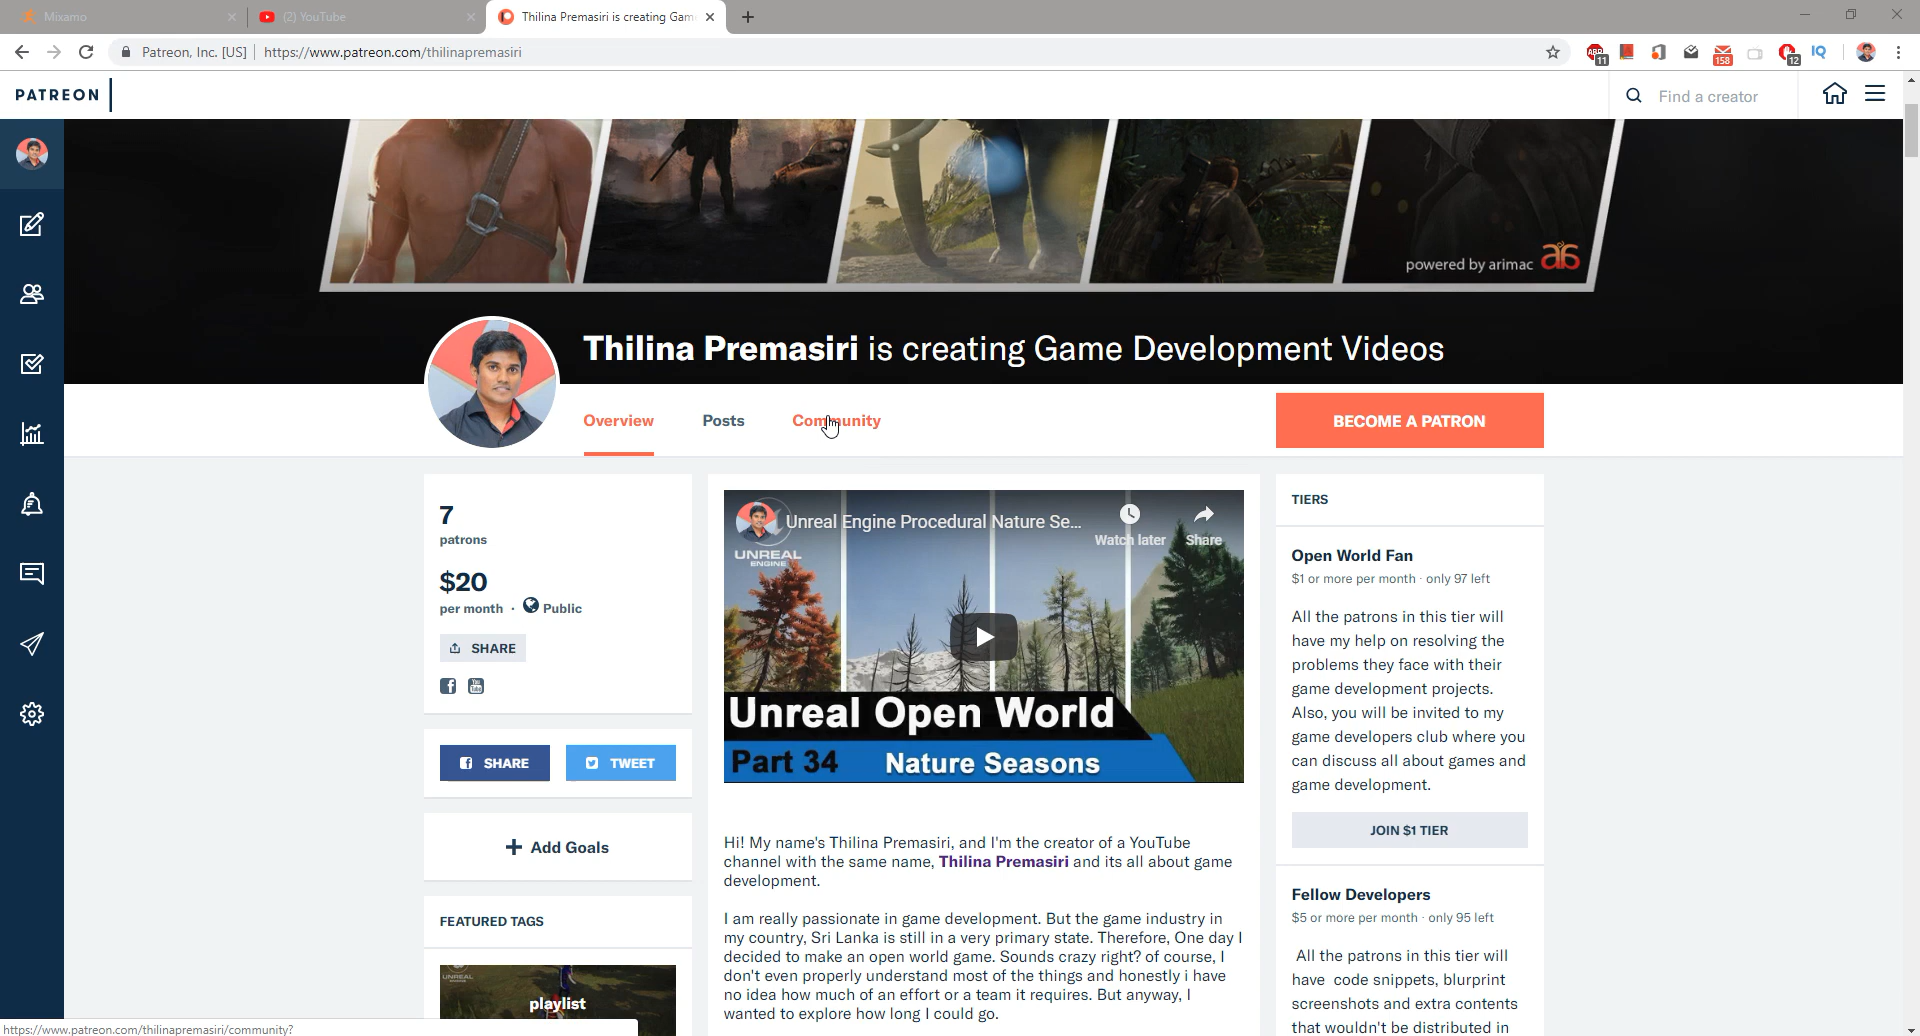 Mixamo
(2) YouTube
Thilina Premasiri is creating Gam
Patreon, Inc. [US] | https://www.patreon.com/thilinapremasiri
ABP
11
158
12
IQ
PATREON
Find a creator
powered by arimac
Thilina Premasiri is creating Game Development Videos
Overview
Posts
Community
BECOME A PATRON
7
patrons
$20
per month · Public
SHARE
You
Tube
SHARE
TWEET
Add Goals
FEATURED TAGS
UNREAL
ENGINE
playlist
Unreal Engine Procedural Nature Se...
Watch later
Share
UNREAL
ENGINE
Unreal Open World
Part 34 Nature Seasons
Hi! My name's Thilina Premasiri, and I'm the creator of a YouTube
channel with the same name, Thilina Premasiri and its all about game
development.
I am really passionate in game development. But the game industry in
my country, Sri Lanka is still in a very primary state. Therefore, One day I
decided to make an open world game. Sounds crazy right? of course, I
don't even properly understand most of the things and honestly i have
no idea how much of an effort or a team it requires. But anyway, I
wanted to explore how long I could go.
TIERS
Open World Fan
$1 or more per month · only 97 left
All the patrons in this tier will
have my help on resolving the
problems they face with their
game development projects.
Also, you will be invited to my
game developers club where you
can discuss all about games and
game development.
JOIN $1 TIER
Fellow Developers
$5 or more per month · only 95 left
All the patrons in this tier will
have code snippets, blurprint
screenshots and extra contents
that wouldn't be distributed in
https://www.patreon.com/thilinapremasiri/community?